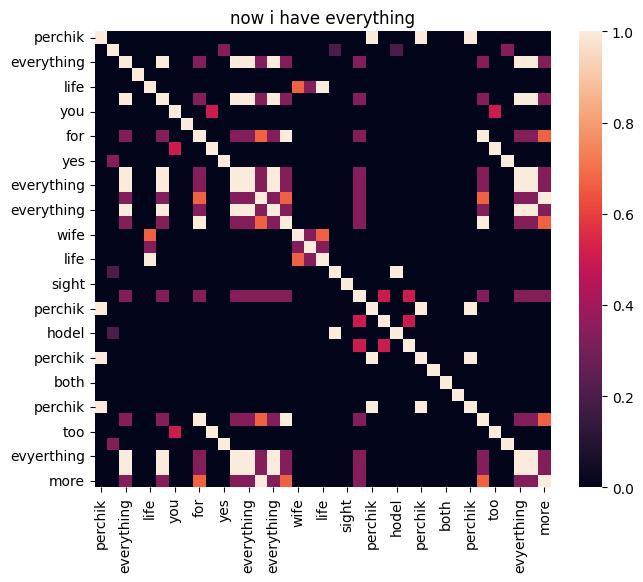 now i have everything
perchik
everything
life
you
for
yes
everything
everything
wife
life
sight
perchik
hodel
perchik
both
perchik
too
evyerthing
more
1.0
0.8
0.6
0.4
0.2
0.0
perchik
everything
life
you
for
yes
everything
everything
wife
life
sight
perchik
hodel
perchik
both
perchik
too
evyerthing
more